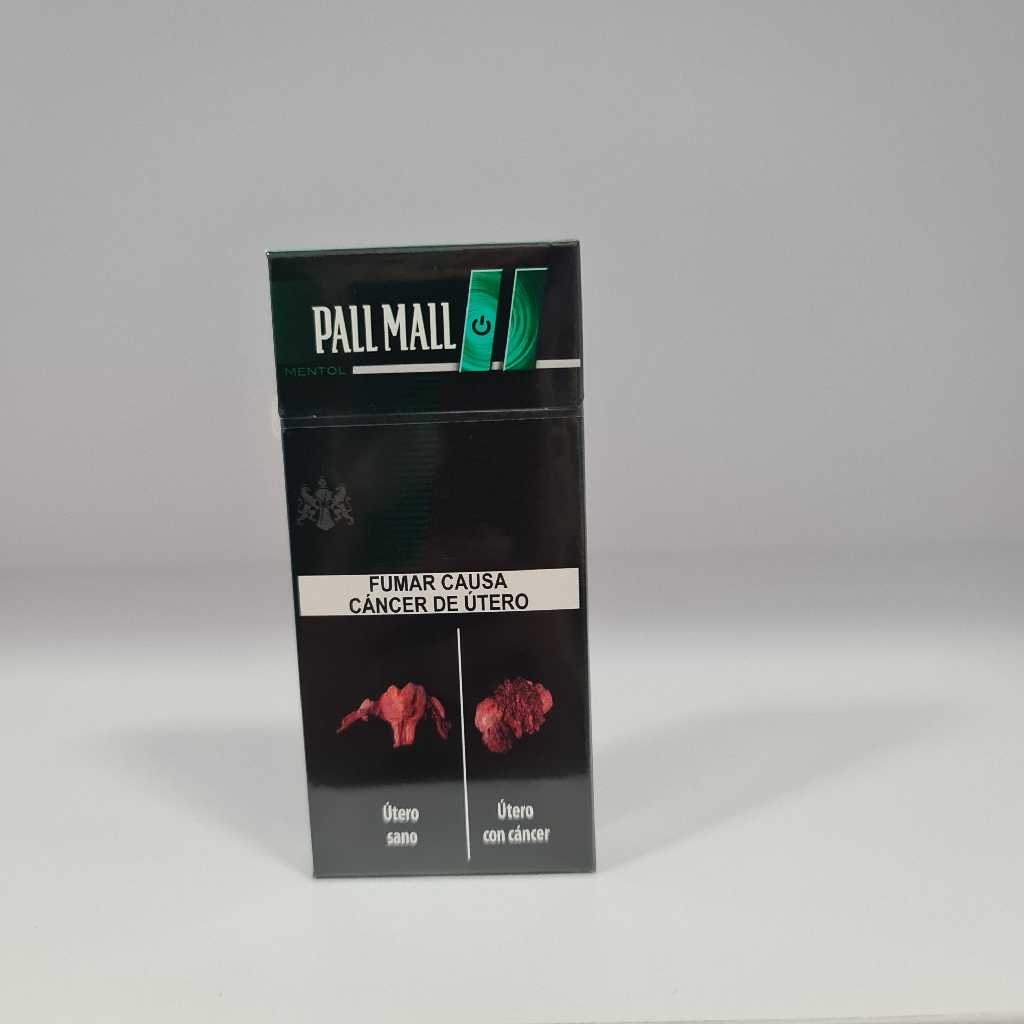 PALL MALL
MENTOL
FUMAR CAUSA
CÁNCER DE ÚTERO
Útero
sano
Útero
con cáncer